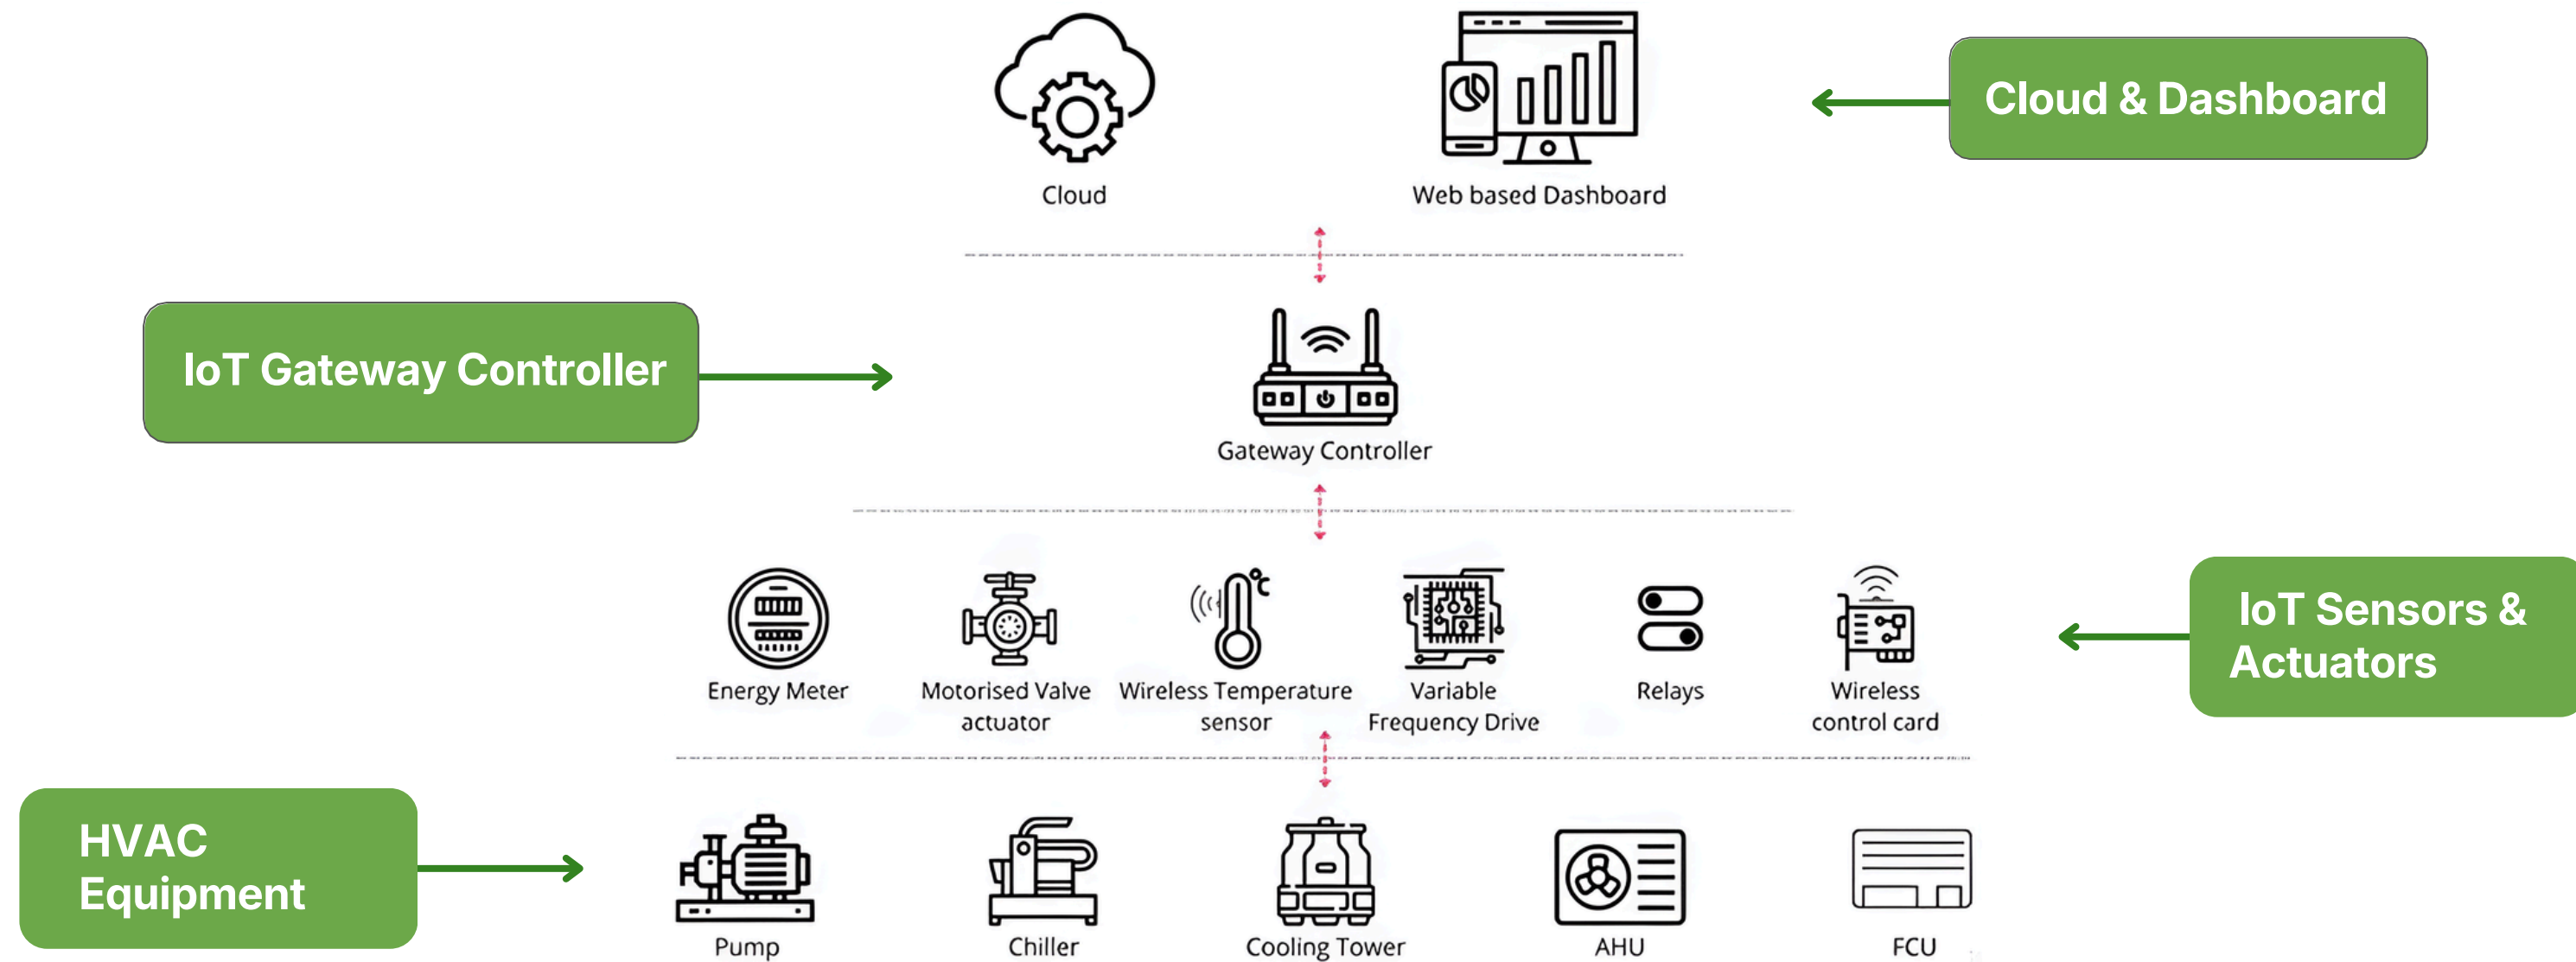 Cloud & Dashboard
Cloud
Web based Dashboard
IoT Gateway Controller
Gateway Controller
IoT Sensors &
Actuators
Energy Meter
Motorised Valve
actuator
Wireless Temperature
sensor
Variable
Frequency Drive
Relays
Wireless
control card
°C
HVAC
Equipment
Pump
Chiller
Cooling Tower
AHU
FCU